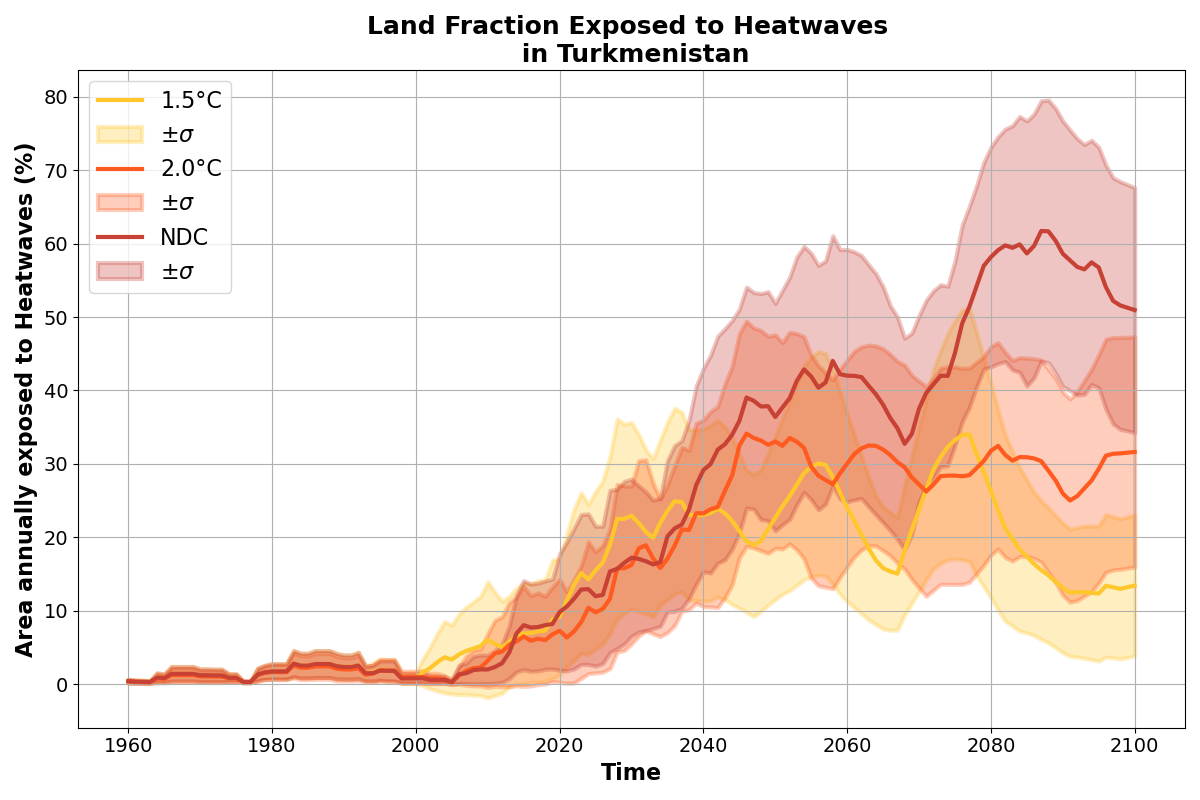 Land Fraction Exposed to Heatwaves
in Turkmenistan
Area annually exposed to Heatwaves (%)
80
70
60
50
40
30
20
10
0
1.5°C
±σ
2.0°C
±σ
NDC
±σ
1960 1980 2000 2020 2040 2060 2080 2100
Time